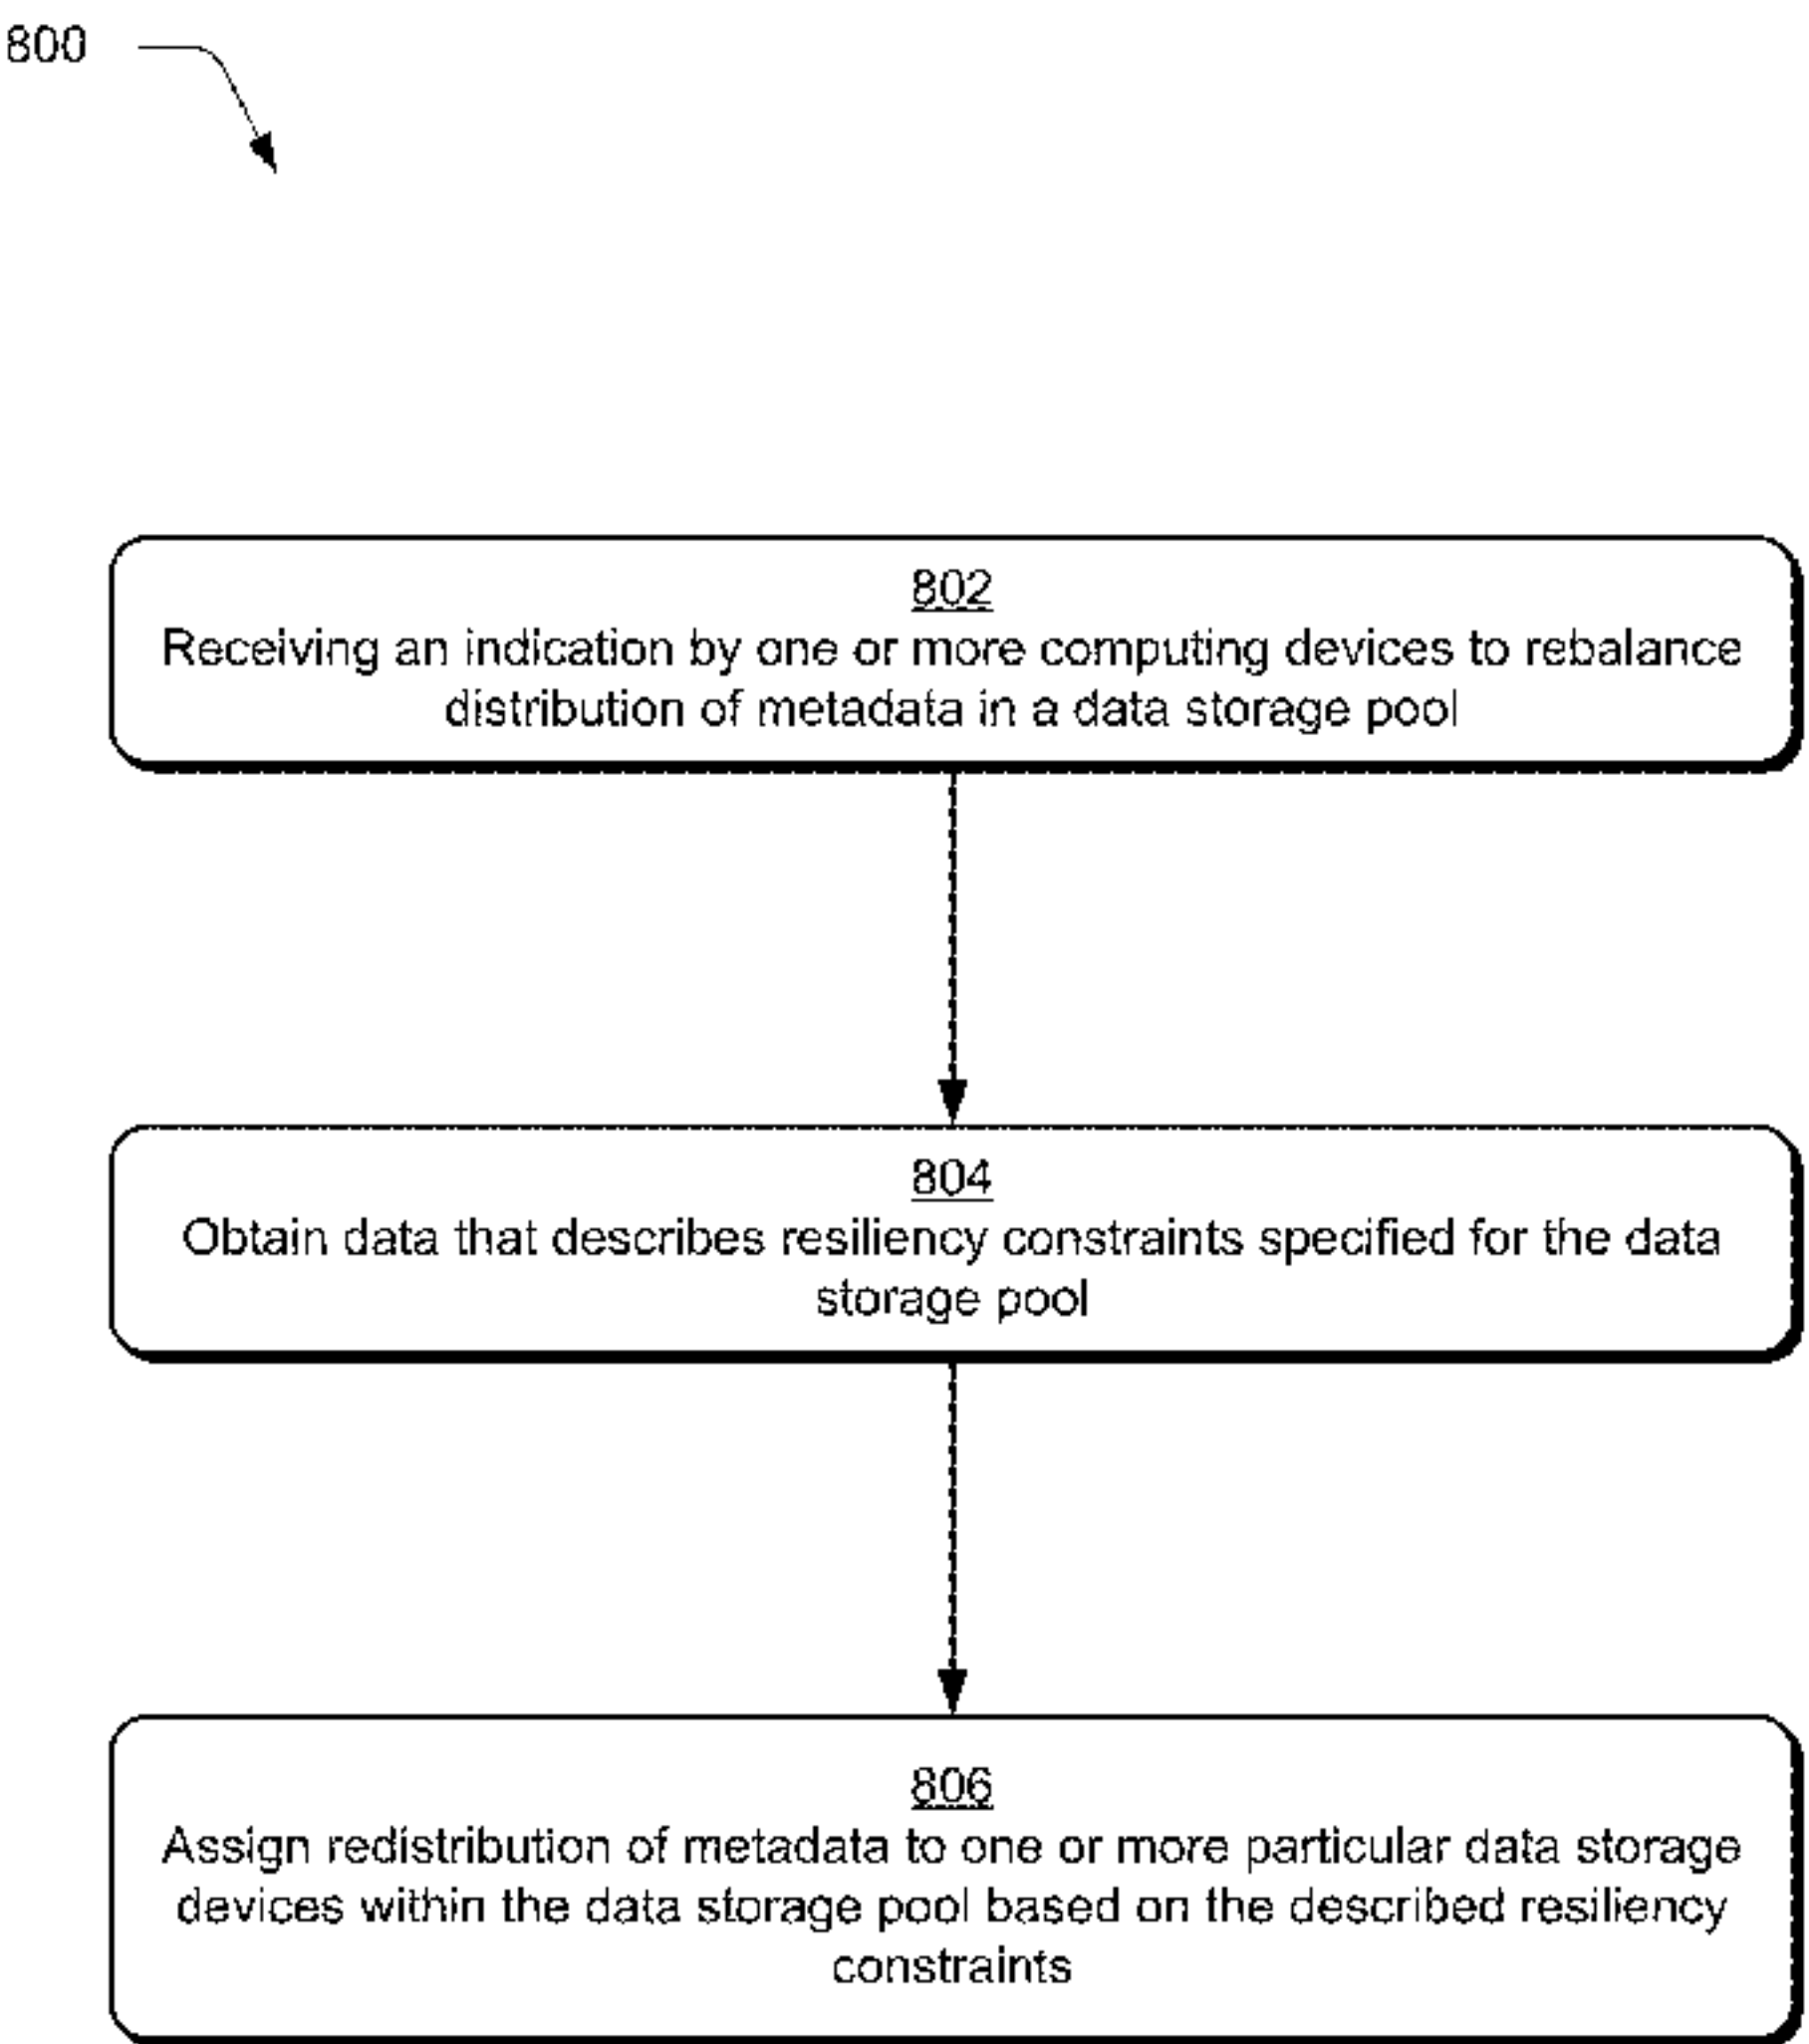 800
802
Receiving an indication by one or more computing devices to rebalance
distribution of metadata in a data storage pool
804
Obtain data that describes resiliency constraints specified for the data
storage pool
806
Assign redistribution of metadata to one or more particular data storage
devices within the data storage pool based on the described resiliency
constraints